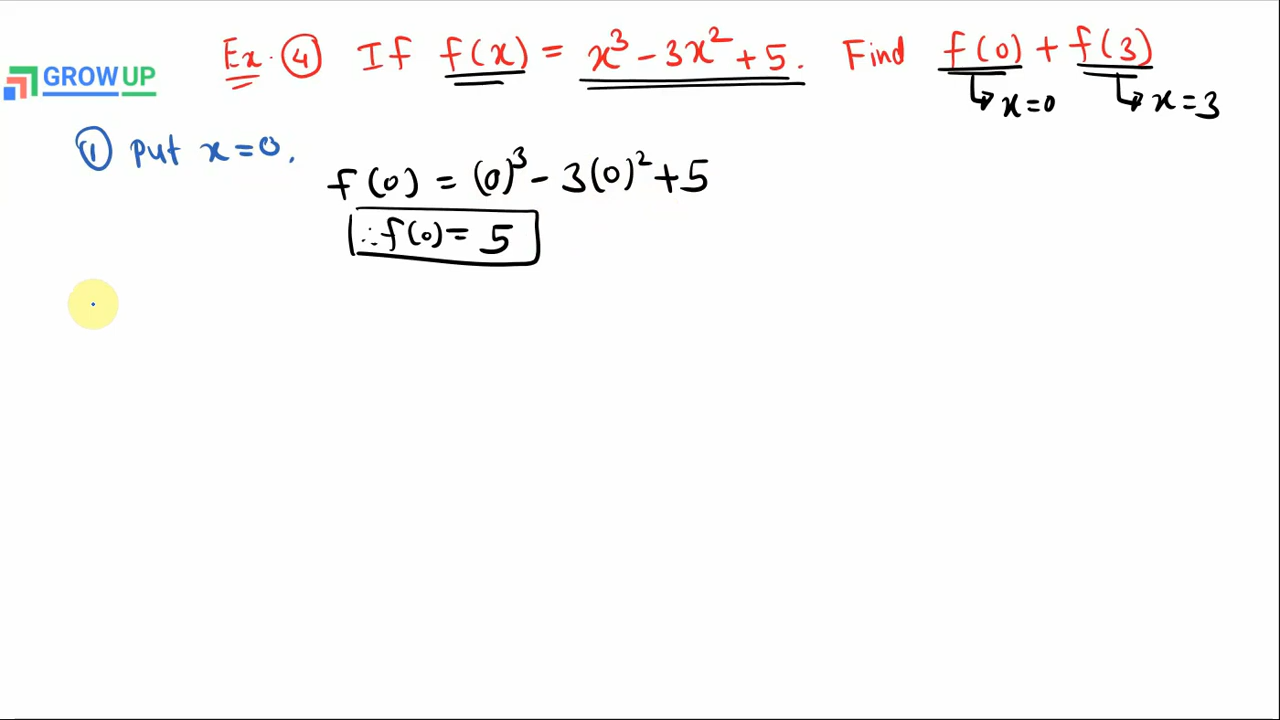 GROW UP
Ex. ④ If f(x) = x³ - 3x² + 5. Find f(0) + f(3)
x=0 x=3
① put x=0.
f(0) = (0)³ - 3(0)² + 5
∴ f(0) = 5